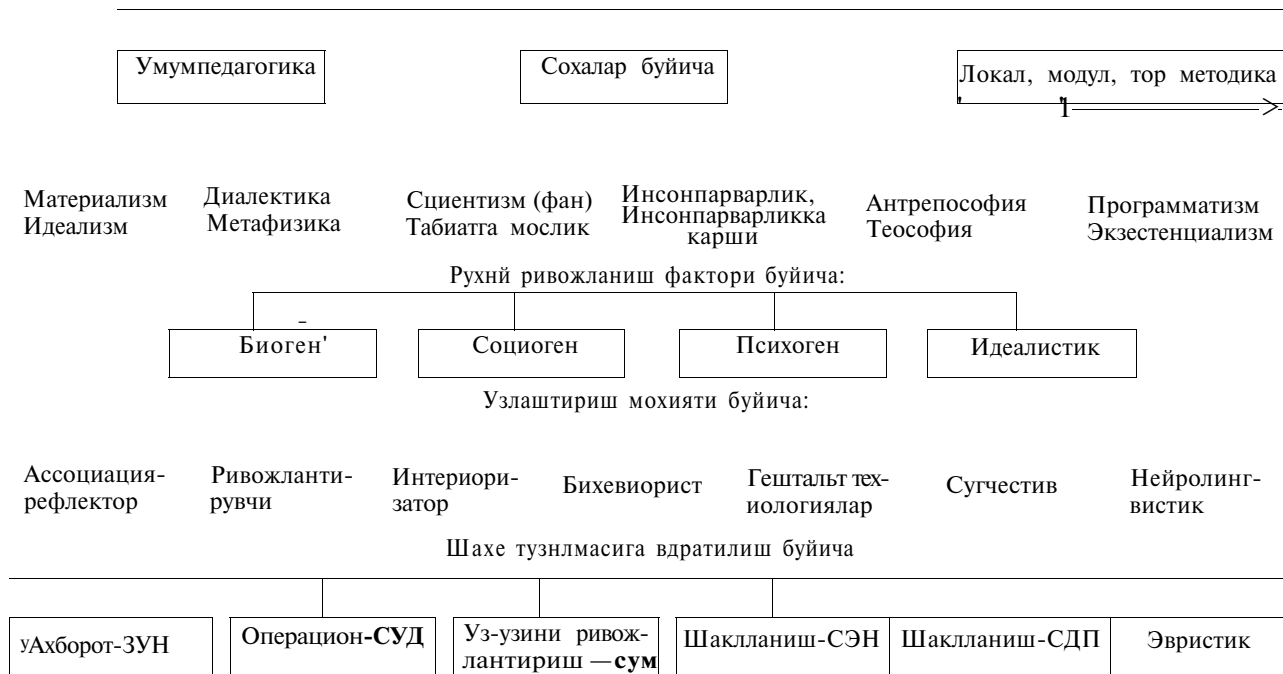 Умумпедагогика
Сохалар буйича
Локал, модул, тор методика
Материализм
Идеализм
Диалектика
Метафизика
Сциентизм (фан)
Табиатга мослик
Инсонпарварлик,
Инсонпарварликка
карши
Антрепософия
Теософия
Программатизм
Экзестенциализм
Рухнй ривожланиш фактори буйича:
Биоген'
Социоген
Психоген
Идеалистик
Узлаштириш мохияти буйича:
Ассоциация-
рефлектор
Ривожланти-
рувчи
Интериори-
затор
Бихевиорист
Гештальт тех-
иологиялар
Сугчестив
Нейролинг-
вистик
Шахе тузнлмасига вдратилиш буйича
уАхборот-ЗУН
Операцион-СУД
Уз-узини ривож-
лантириш —сум
Шаклланиш-СЭН
Шаклланиш-СДП
Эвристик